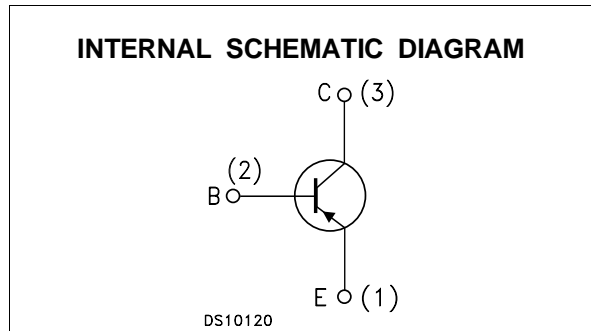 INTERNAL SCHEMATIC DIAGRAM
C (3)
(2)
B
E (1)
DS10120